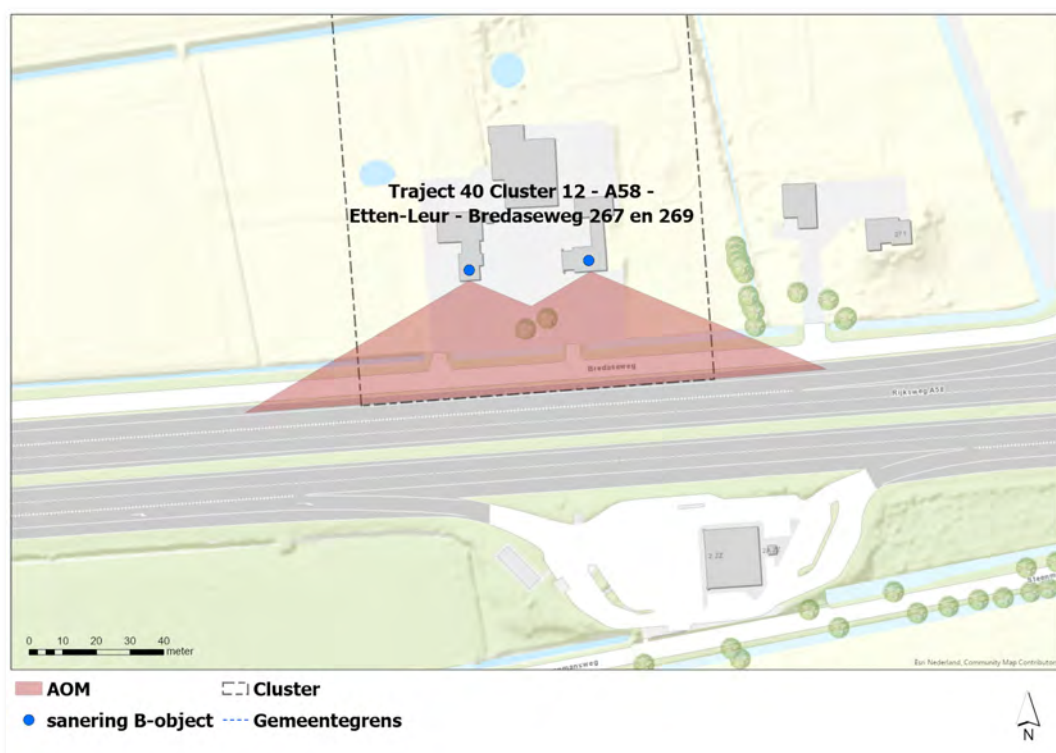 Traject 40 Cluster 12 - A58 -
Etten-Leur - Bredaseweg 267 en 269
271
Bredaseweg
Rijksweg A58
0 10 20 30 40
meter
Esri Nederland, Community Map Contributors
AOM
Cluster
sanering B-object
Gemeentegrens
N